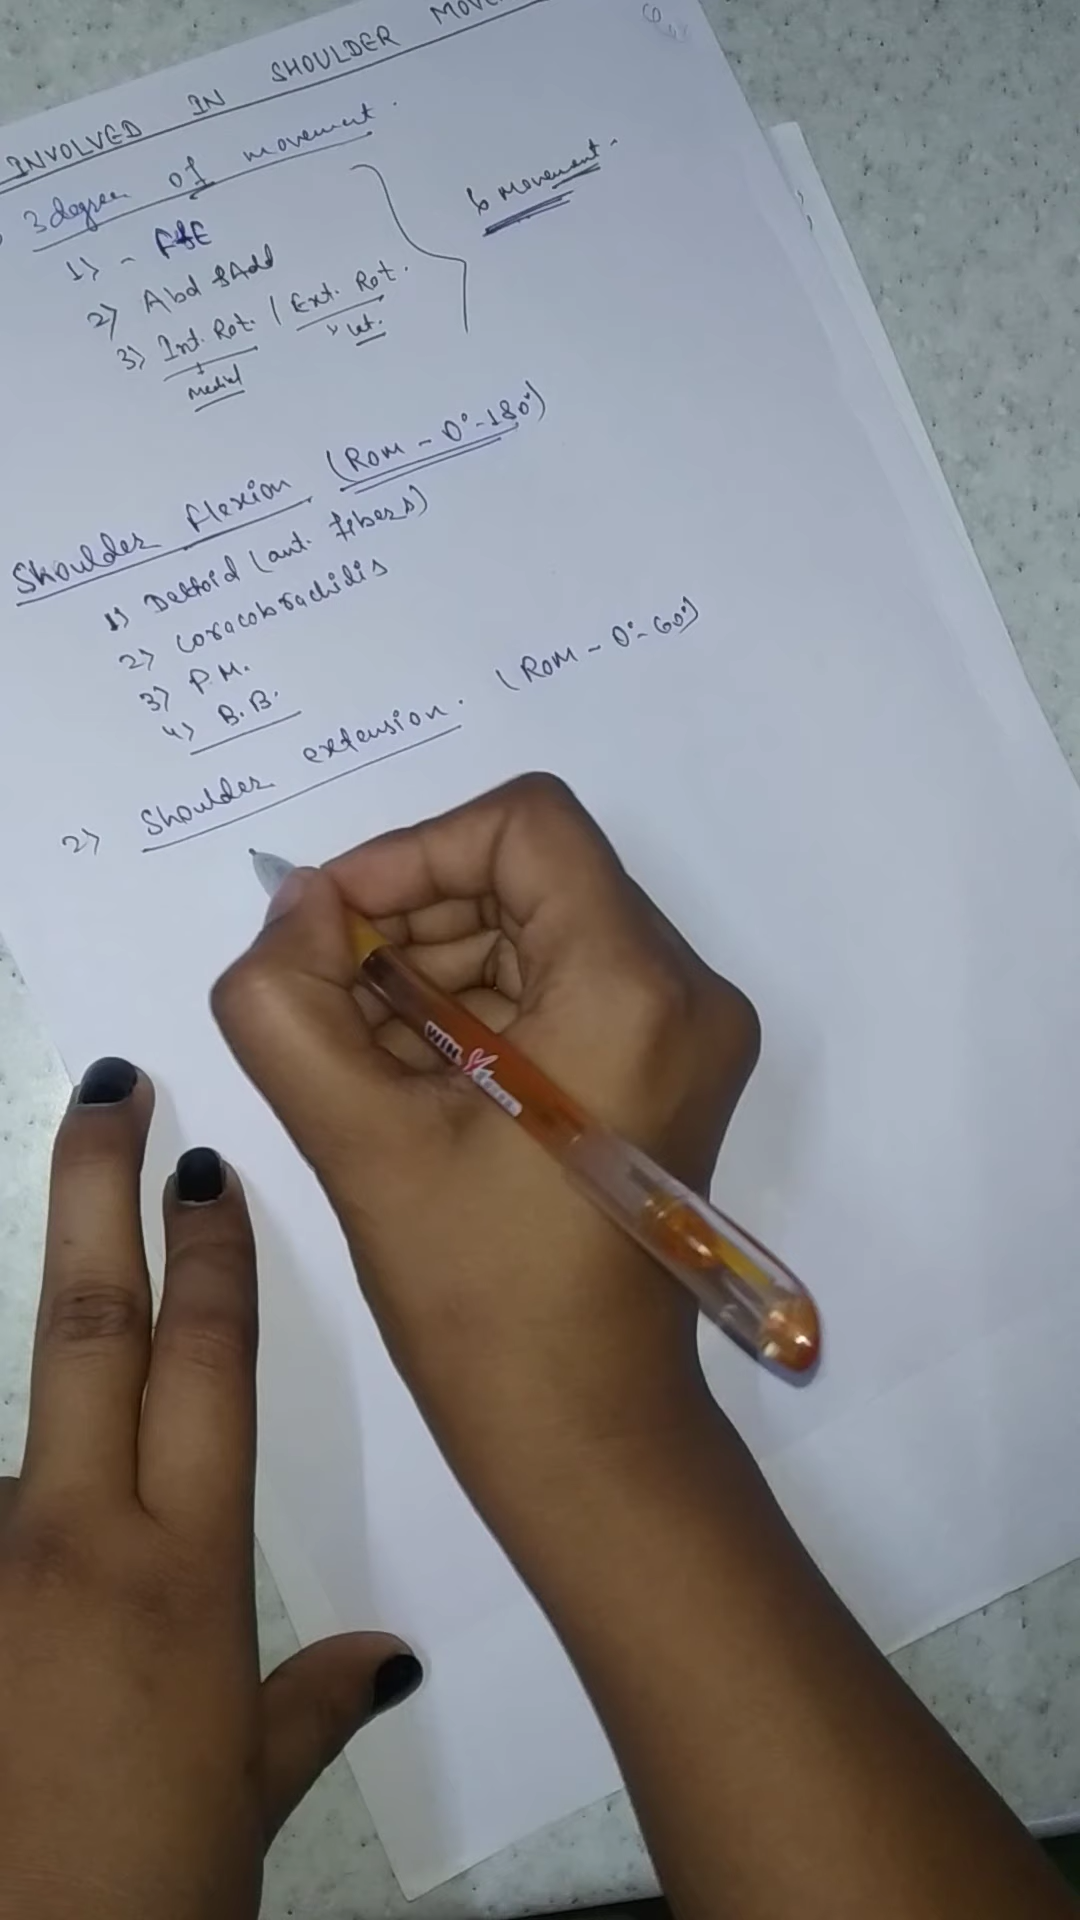 INVOLVED IN SHOULDER
3 degree of movement.
1) - F&E
2) Abd & Add
3) Int. Rot. / Ext. Rot.
Medial
lat.
6 Movement.
Shoulder flexion (ROM - 0°-180°)
1) Deltoid (ant. fibers)
2) Coracobrachilis
3) P.M.
4) B.B.
2) Shoulder extension. (ROM - 0°-60°)
WIN